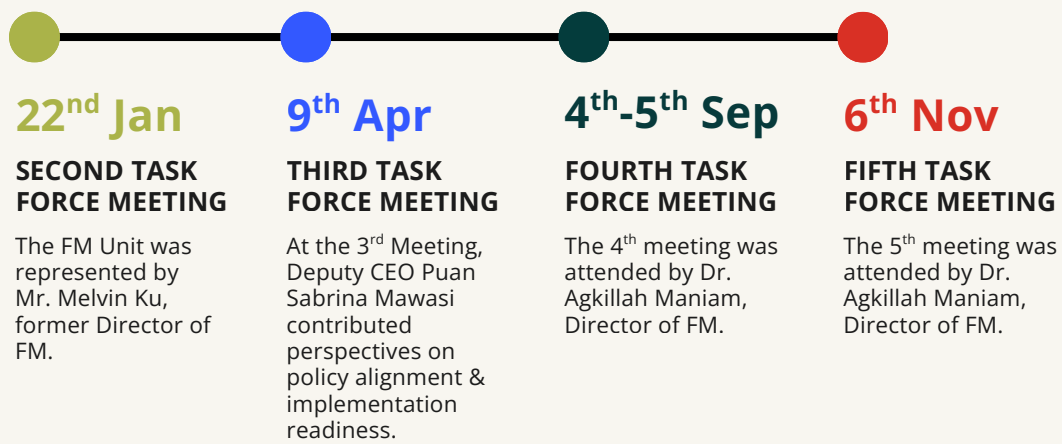 22nd Jan
SECOND TASK
FORCE MEETING
The FM Unit was
represented by
Mr. Melvin Ku,
former Director of
FM.
9th Apr
THIRD TASK
FORCE MEETING
At the 3rd Meeting,
Deputy CEO Puan
Sabrina Mawasi
contributed
perspectives on
policy alignment &
implementation
readiness.
4th-5th Sep
FOURTH TASK
FORCE MEETING
The 4th meeting was
attended by Dr.
Agkillah Maniam,
Director of FM.
6th Nov
FIFTH TASK
FORCE MEETING
The 5th meeting was
attended by Dr.
Agkillah Maniam,
Director of FM.